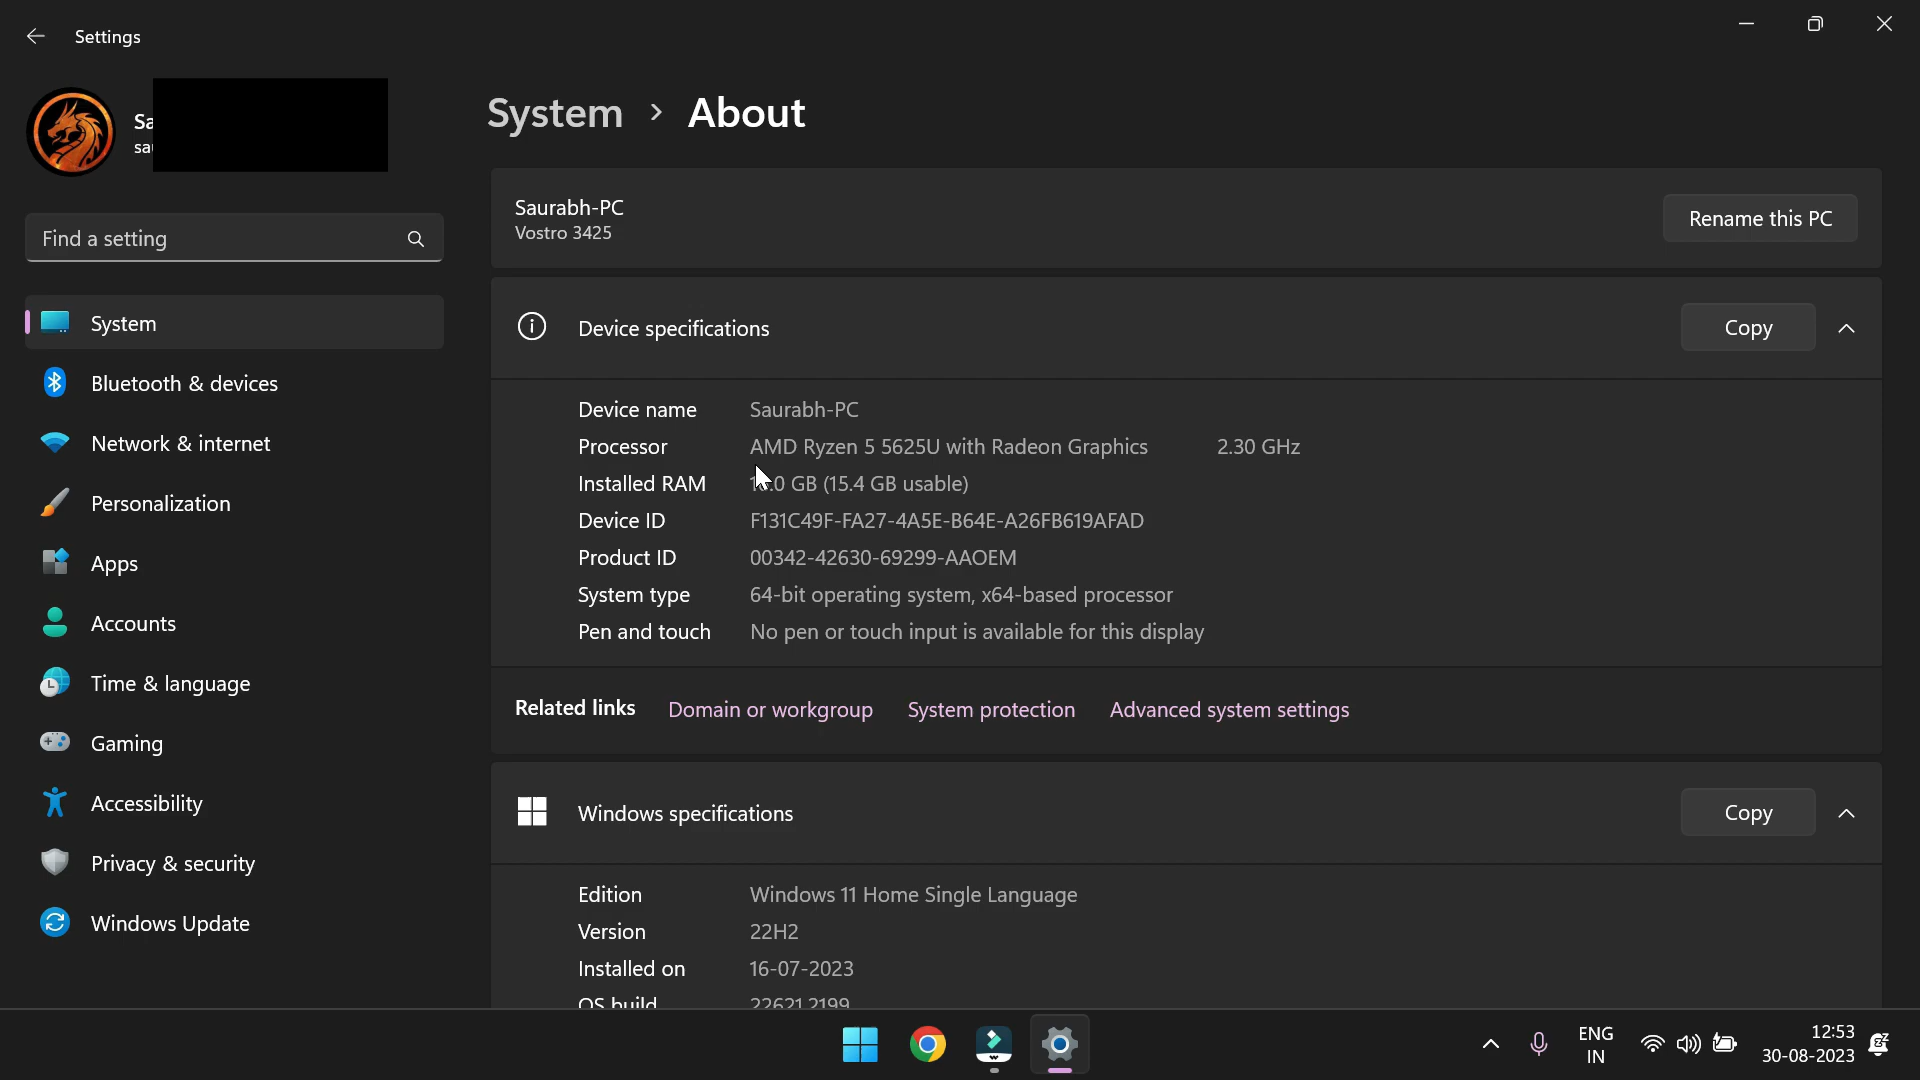 Settings
System > About
Find a setting
System
Bluetooth & devices
Network & internet
Personalization
Apps
Accounts
Time & language
Gaming
Accessibility
Privacy & security
Windows Update
Saurabh-PC
Vostro 3425
Rename this PC
Device specifications
Copy
Device name Saurabh-PC
Processor AMD Ryzen 5 5625U with Radeon Graphics 2.30 GHz
Installed RAM GB (15.4 GB usable)
Device ID F131C49F-FA27-4A5E-B64E-A26FB619AFAD
Product ID 00342-42630-69299-AAOEM
System type 64-bit operating system, x64-based processor
Pen and touch No pen or touch input is available for this display
Related links Domain or workgroup System protection Advanced system settings
Windows specifications
Copy
Edition Windows 11 Home Single Language
Version 22H2
Installed on 16-07-2023
OS build 22621.2199
ENG
IN
12:53
30-08-2023